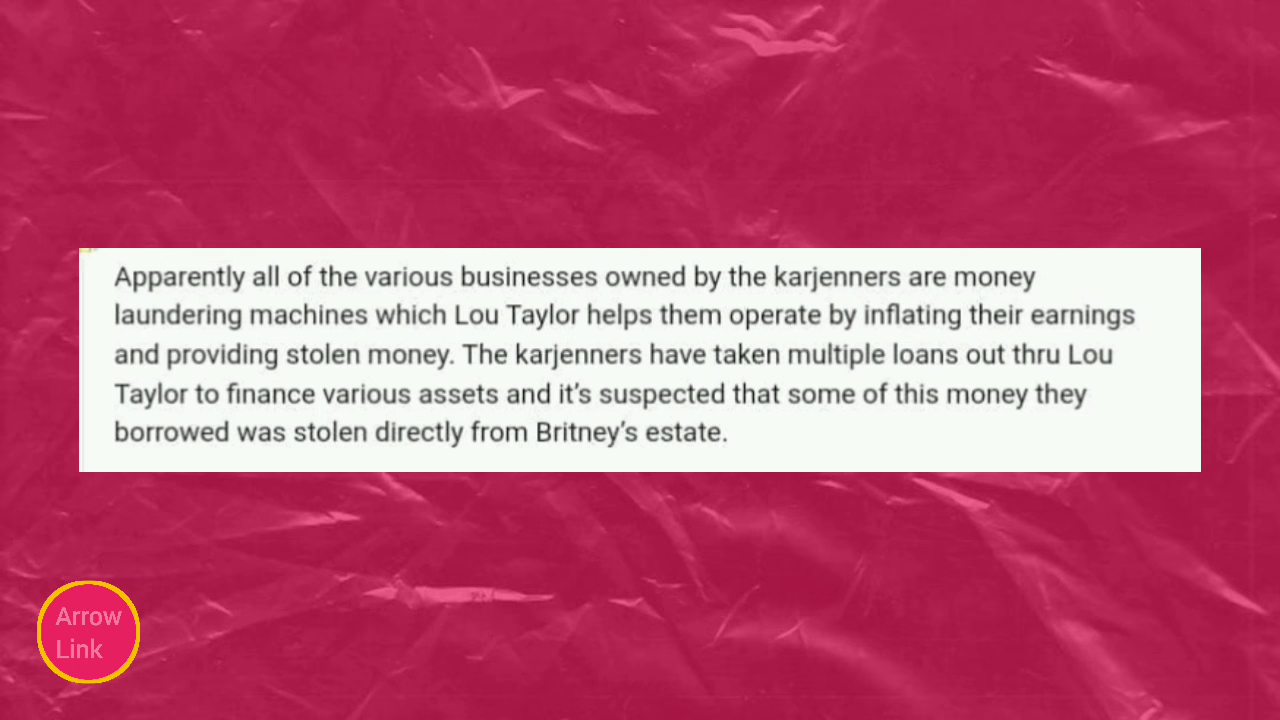 Apparently all of the various businesses owned by the karjenners are money
laundering machines which Lou Taylor helps them operate by inflating their earnings
and providing stolen money. The karjenners have taken multiple loans out thru Lou
Taylor to finance various assets and it’s suspected that some of this money they
borrowed was stolen directly from Britney’s estate.
Arrow
Link